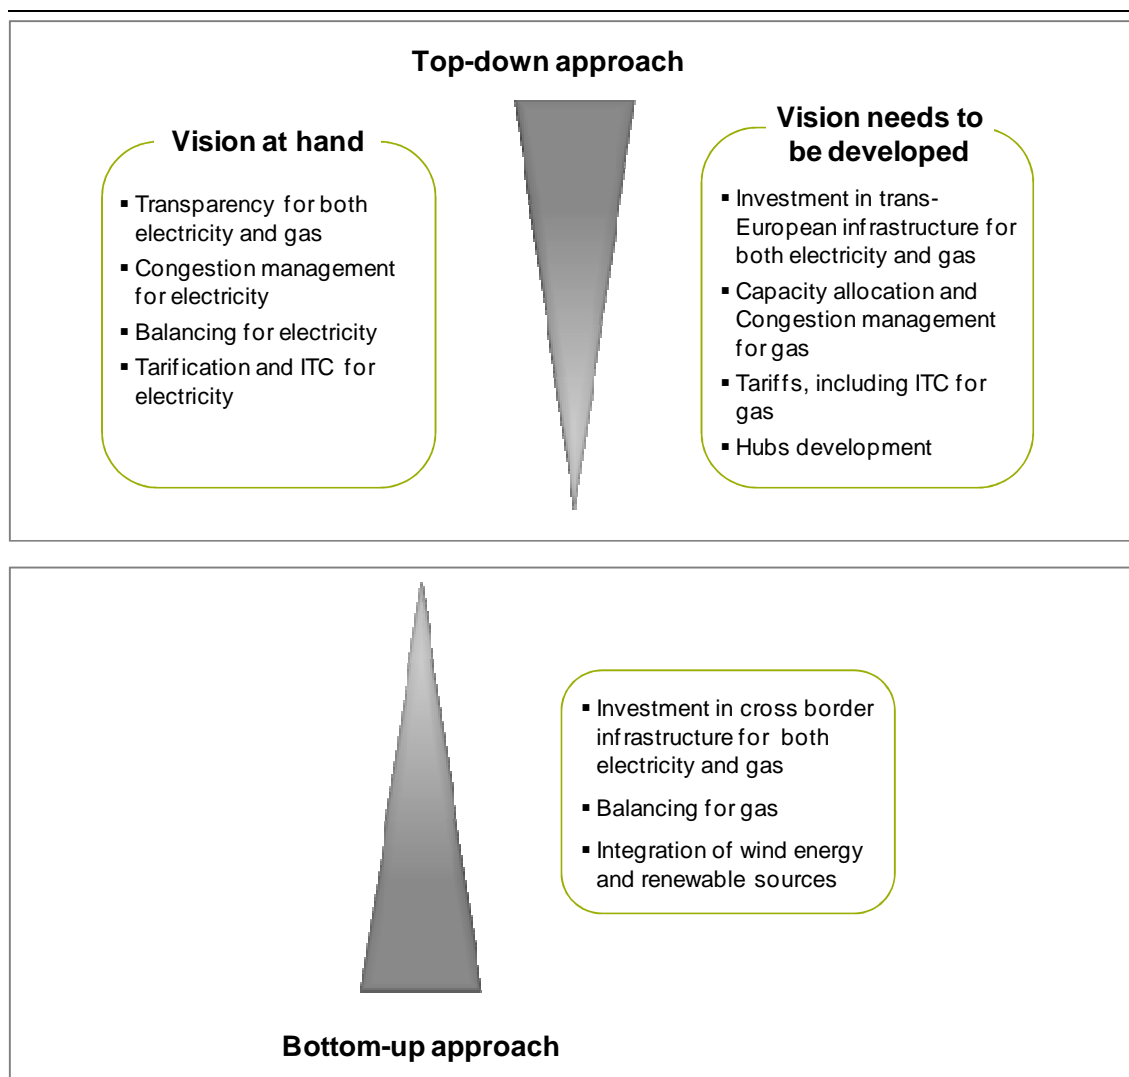 Top-down approach
Vision at hand
▪ Transparency for both
electricity and gas
▪ Congestion management
for electricity
▪ Balancing for electricity
▪ Tarification and ITC for
electricity
Vision needs to
be developed
▪ Investment in trans-
European infrastructure for
both electricity and gas
▪ Capacity allocation and
Congestion management
for gas
▪ Tariffs, including ITC for
gas
▪ Hubs development
▪ Investment in cross border
infrastructure for both
electricity and gas
▪ Balancing for gas
▪ Integration of wind energy
and renewable sources
Bottom-up approach